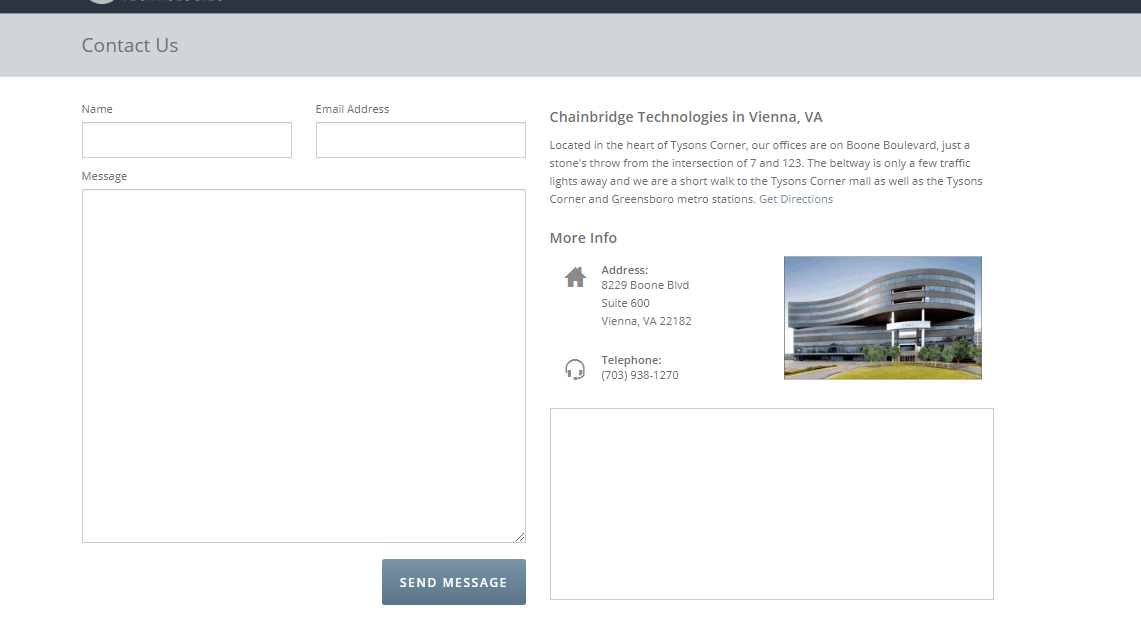 Contact Us
Name
Email Address
Message
SEND MESSAGE
Chainbridge Technologies in Vienna, VA
Located in the heart of Tysons Corner, our offices are on Boone Boulevard, just a
stone's throw from the intersection of 7 and 123. The beltway is only a few traffic
lights away and we are a short walk to the Tysons Corner mall as well as the Tysons
Corner and Greensboro metro stations. Get Directions
More Info
Address:
8229 Boone Blvd
Suite 600
Vienna, VA 22182
Telephone:
(703) 938-1270